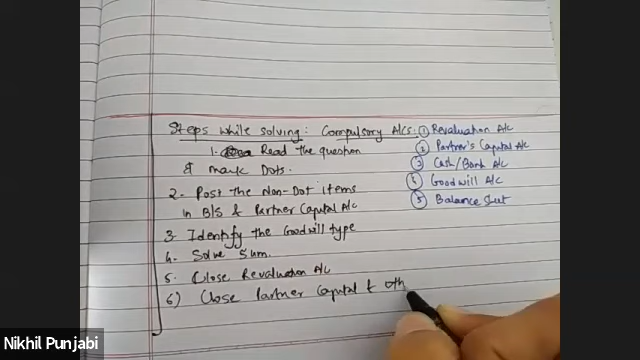 Steps while solving: Compulsory A/cs. ① Revaluation A/c
1. Read the question ② Partner's Capital A/c
& mark Dots. ③ Cash/Bank A/c
2. Post the Non-Dot items ④ Goodwill A/c
in B/S & Partner Capital A/c ⑤ Balance Sheet
3. Identify the Goodwill type
4. Solve Sum.
5. Close Revaluation A/c
6) Close Partner Capital & oth
Nikhil Punjabi